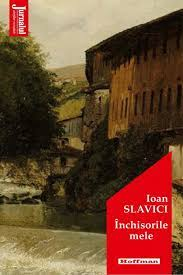 Jurnalul
Ioan
SLAVICI
Închisorile
mele
Hoffman